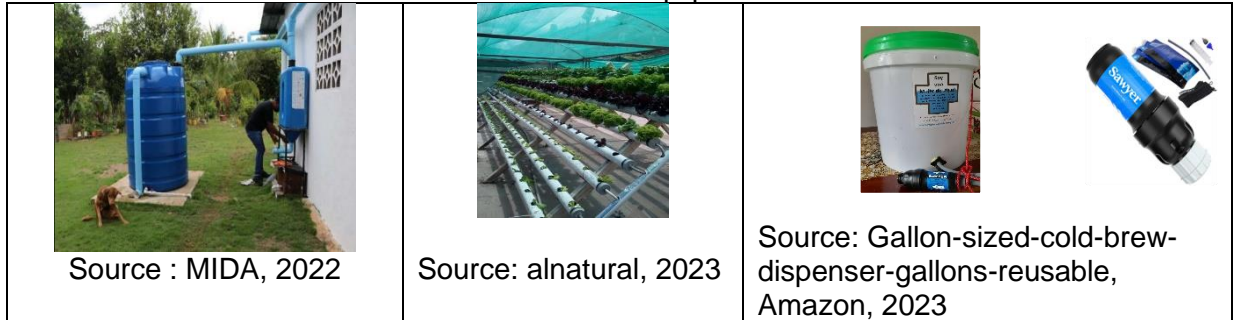 Sawyer
Source : MIDA, 2022
Source: alnatural, 2023
Source: Gallon-sized-cold-brew-
dispenser-gallons-reusable,
Amazon, 2023